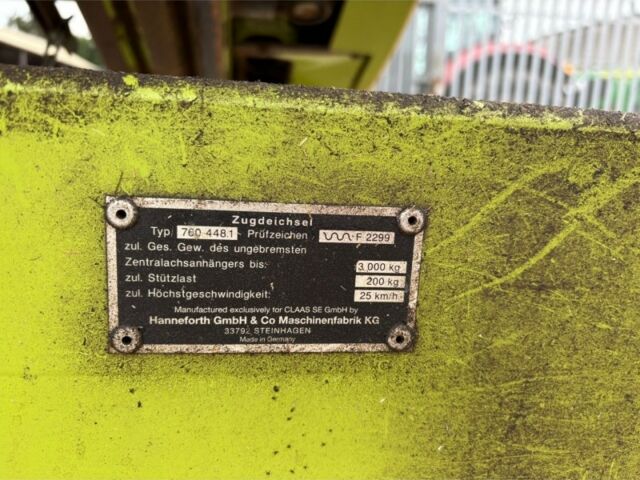 Zugdeichsel
Typ 760 448.1 Prüfzeichen ∿∿ F 2299
zul. Ges. Gew. des ungebremsten
Zentralachsanhängers bis: 3.000 kg
zul. Stützlast 200 kg
zul. Höchstgeschwindigkeit: 25 km/h
Manufactured exclusively for CLAAS SE GmbH by
Hanneforth GmbH & Co Maschinenfabrik KG
33792 STEINHAGEN
Made in Germany